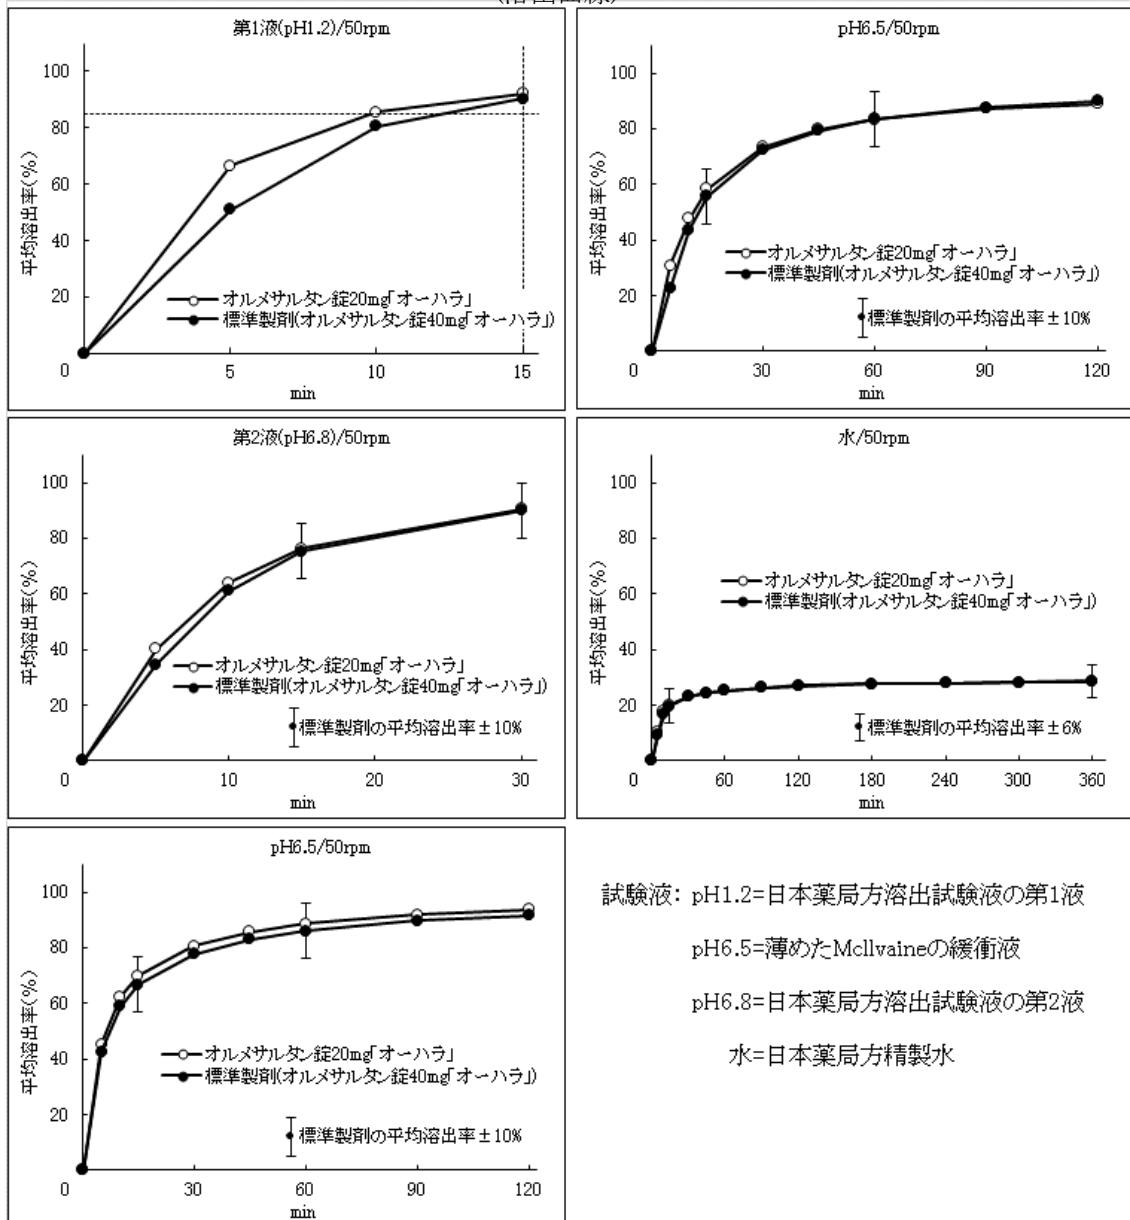 第1液(pH1.2)/50rpm
平均溶出率(%)
100
80
60
40
20
0
5
10
15
min
オルメサルタン錠20mg「オーハラ」
標準製剤(オルメサルタン錠40mg「オーハラ」)
pH6.5/50rpm
平均溶出率(%)
100
80
60
40
20
0
30
60
90
120
min
オルメサルタン錠20mg「オーハラ」
標準製剤(オルメサルタン錠40mg「オーハラ」)
標準製剤の平均溶出率±10%
第2液(pH6.8)/50rpm
平均溶出率(%)
100
80
60
40
20
0
10
20
30
min
オルメサルタン錠20mg「オーハラ」
標準製剤(オルメサルタン錠40mg「オーハラ」)
標準製剤の平均溶出率±10%
水/50rpm
平均溶出率(%)
100
80
60
40
20
0
60
120
180
240
300
360
min
オルメサルタン錠20mg「オーハラ」
標準製剤(オルメサルタン錠40mg「オーハラ」)
標準製剤の平均溶出率±6%
pH6.5/50rpm
平均溶出率(%)
100
80
60
40
20
0
30
60
90
120
min
オルメサルタン錠20mg「オーハラ」
標準製剤(オルメサルタン錠40mg「オーハラ」)
標準製剤の平均溶出率±10%
試験液: pH1.2=日本薬局方溶出試験液の第1液
pH6.5=薄めたMcIlvaineの緩衝液
pH6.8=日本薬局方溶出試験液の第2液
水=日本薬局方精製水